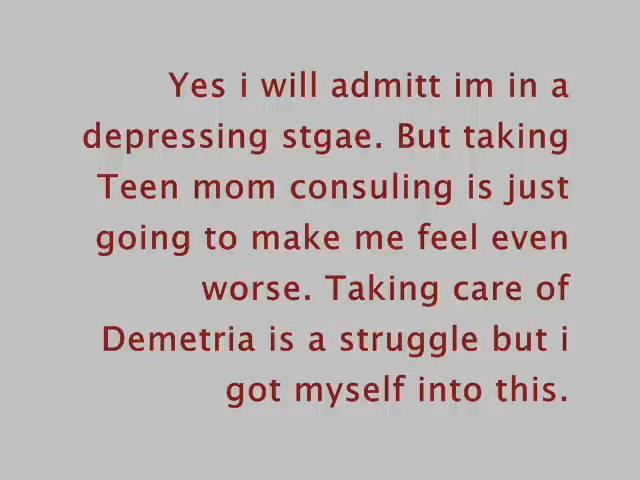 Yes i will admitt im in a
depressing stgae. But taking
Teen mom consuling is just
going to make me feel even
worse. Taking care of
Demetria is a struggle but i
got myself into this.